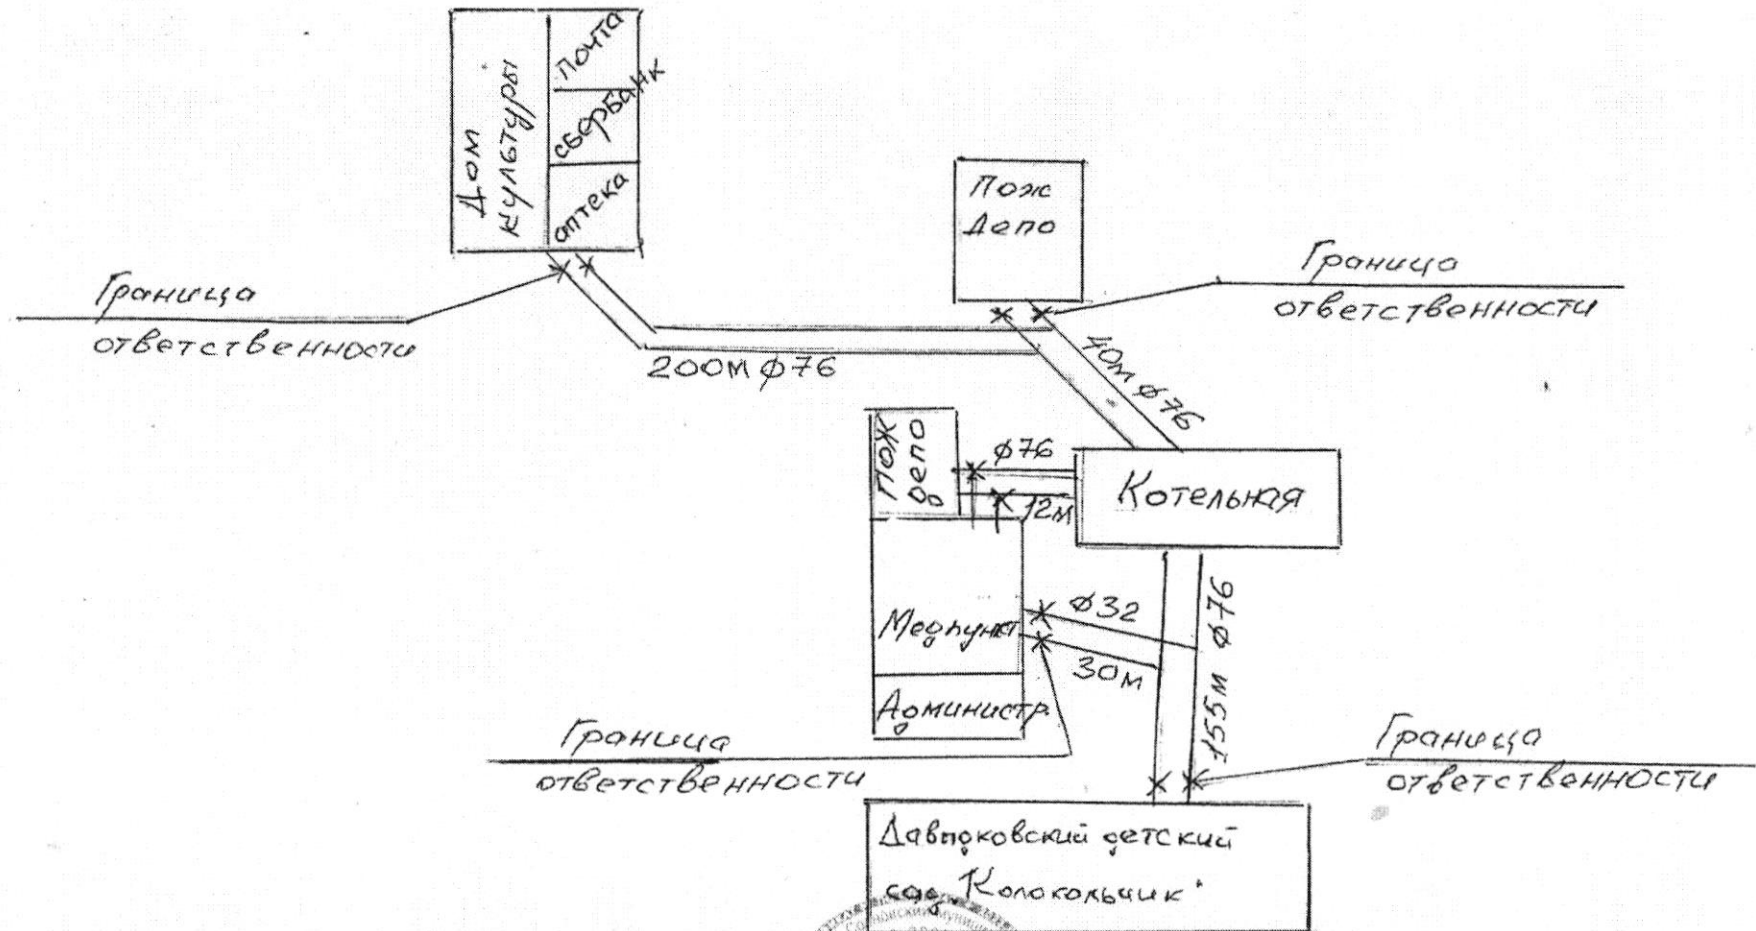 Дом
культуры
почта
сбербанк
аптека
Пож
Депо
Граница
ответственности
Граница
ответственности
200м ф76
40м ф76
Пож
депо
ф76
12м
Котельная
Медпункт
ф32
30м
155м ф76
Администр.
Граница
ответственности
Граница
ответственности
Давыдковский детский
сад "Колокольчик"